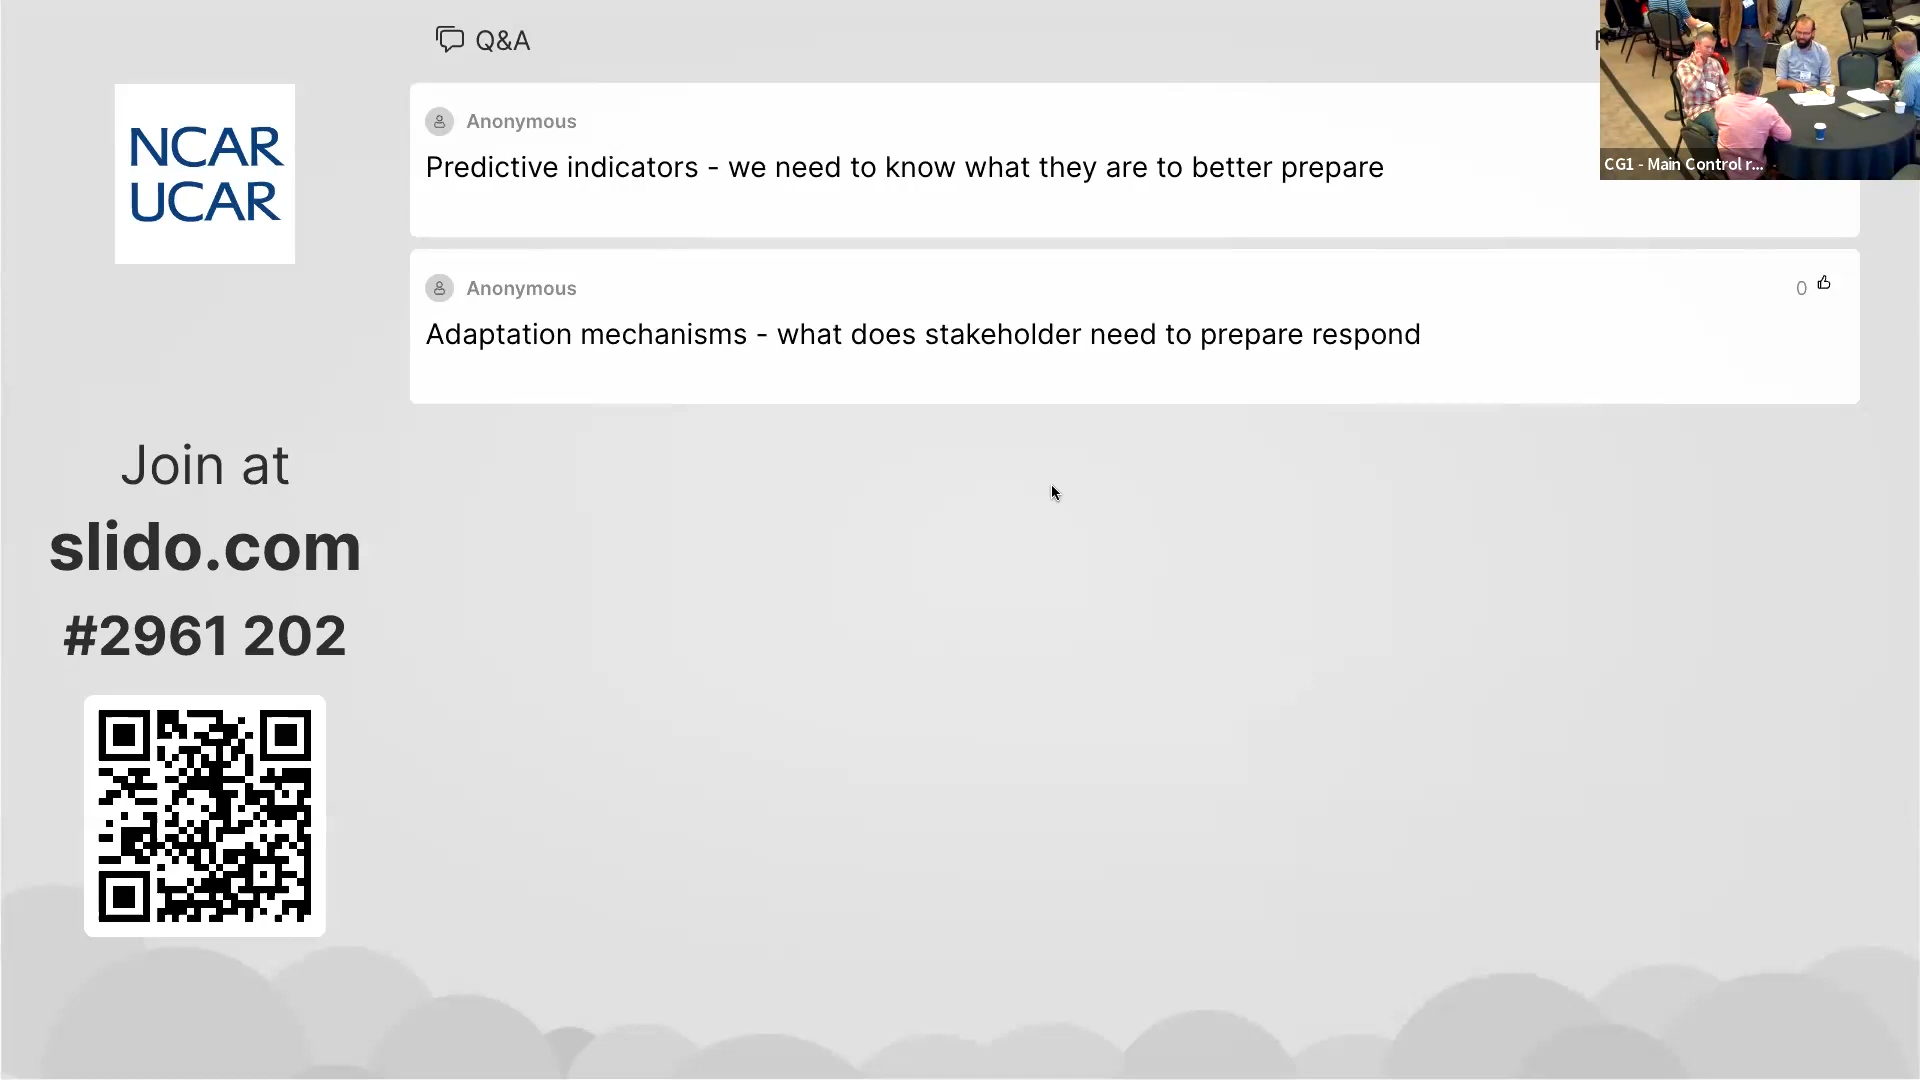 Q&A
NCAR
UCAR
Anonymous
Predictive indicators - we need to know what they are to better prepare
CG1 - Main Control r...
Anonymous
0
Adaptation mechanisms - what does stakeholder need to prepare respond
Join at
slido.com
#2961 202